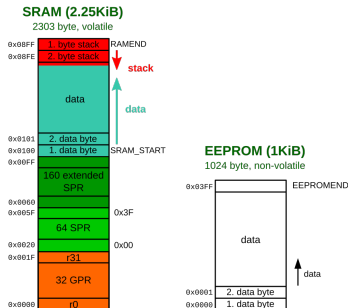 SRAM (2.25KiB)
2303 byte, volatile
0x08FF
1. byte stack
RAMEND
0x08FE
2. byte stack
stack
data
data
0x0101
2. data byte
0x0100
1. data byte
SRAM_START
0x00FF
160 extended
SPR
0x0060
0x005F
0x3F
64 SPR
0x0020
0x00
0x001F
r31
32 GPR
0x0000
r0
EEPROM (1KiB)
1024 byte, non-volatile
0x03FF
EEPROMEND
data
data
0x0001
2. data byte
0x0000
1. data byte